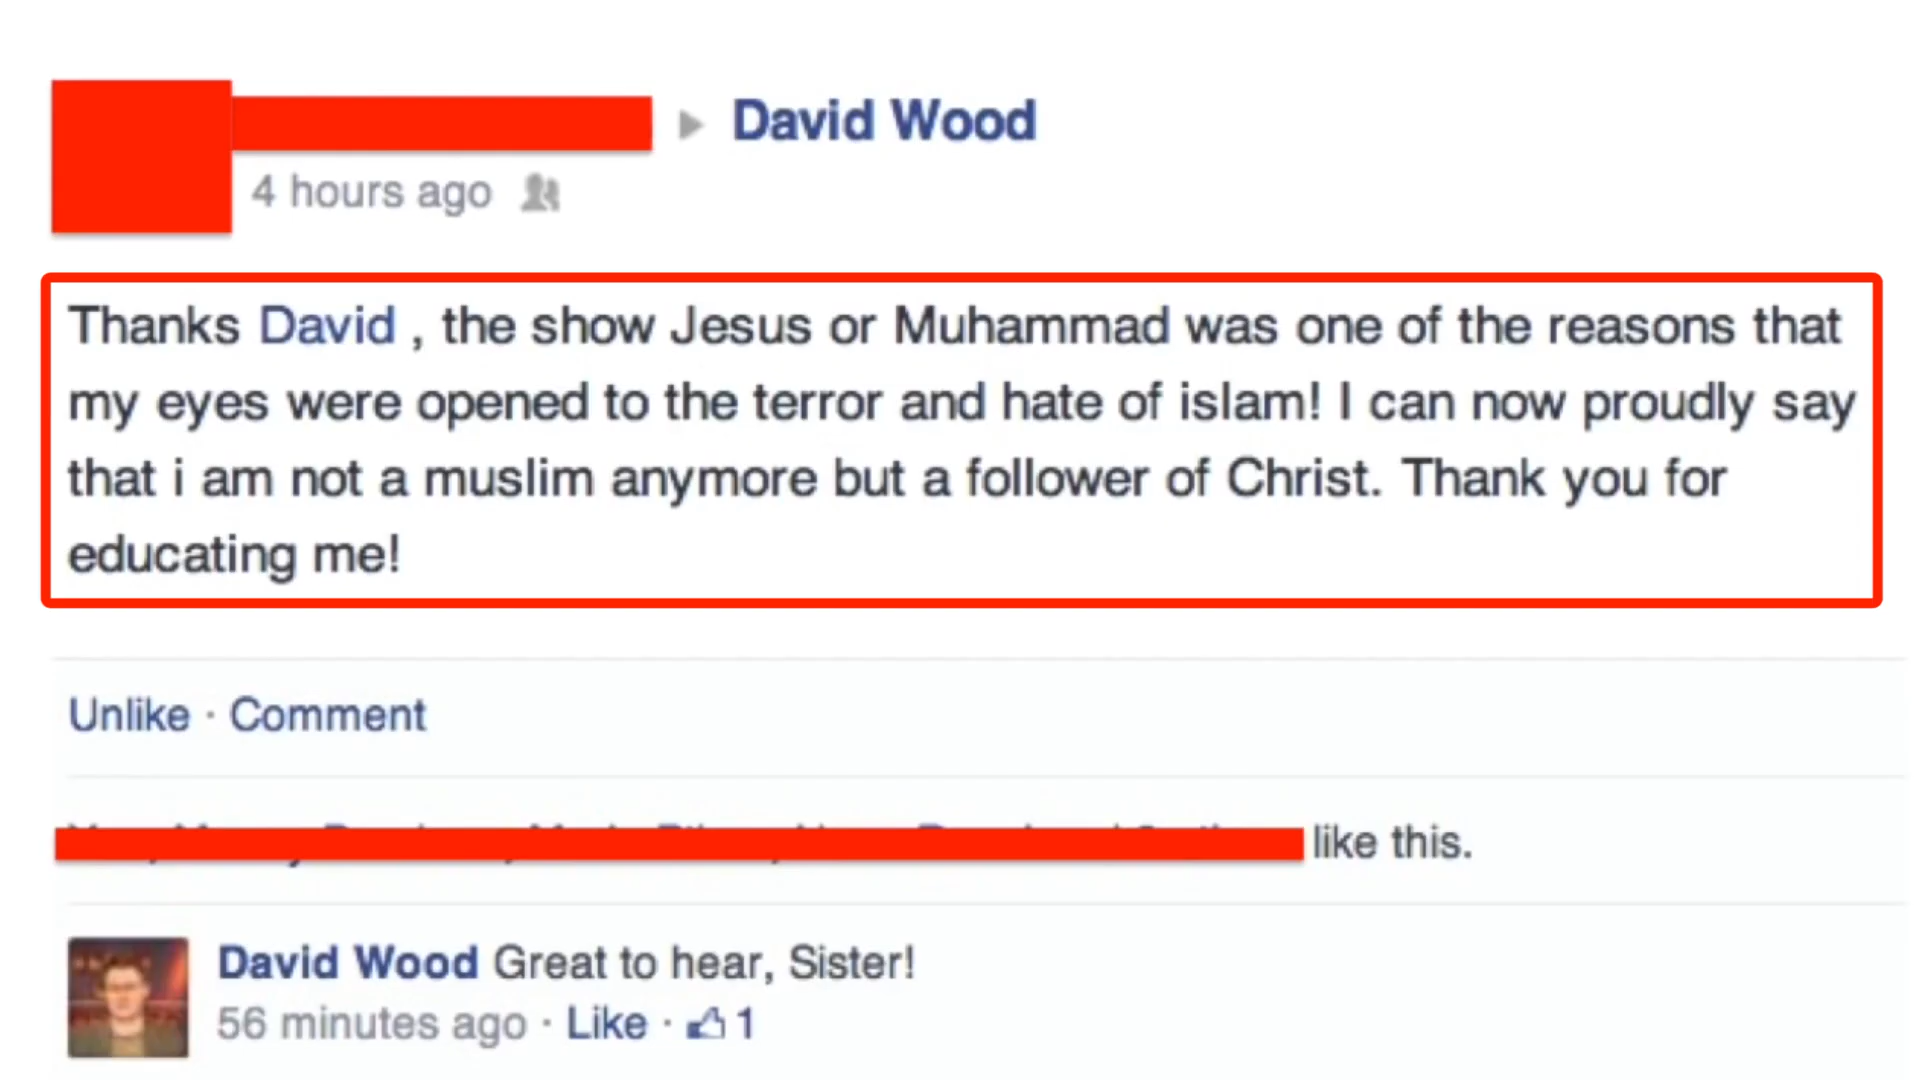 David Wood
4 hours ago
Thanks David , the show Jesus or Muhammad was one of the reasons that
my eyes were opened to the terror and hate of islam! I can now proudly say
that i am not a muslim anymore but a follower of Christ. Thank you for
educating me!
Unlike · Comment
like this.
David Wood Great to hear, Sister!
56 minutes ago · Like · 1